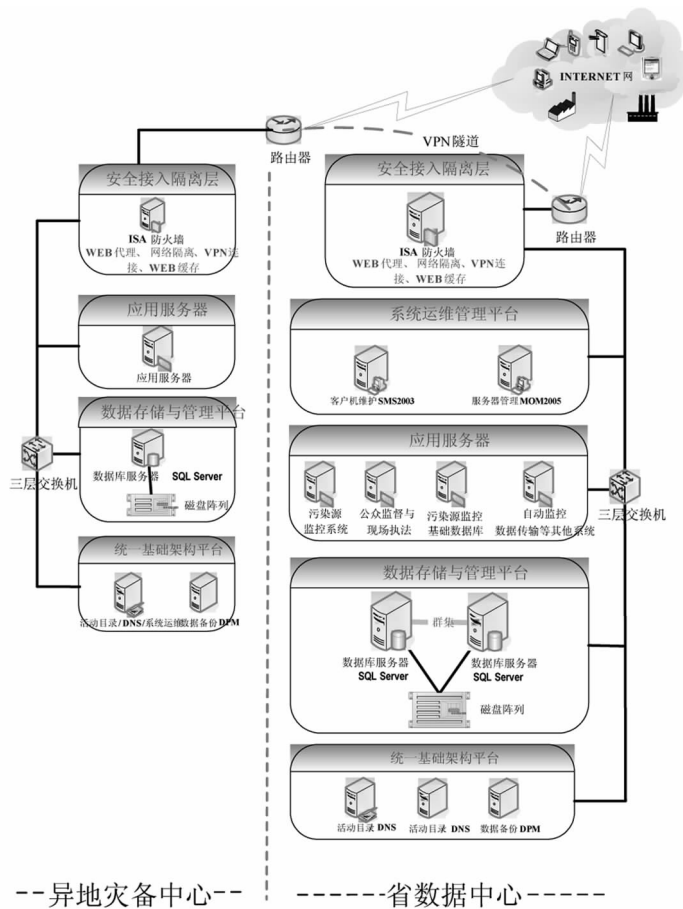 INTERNET 网
VPN隧道
路由器
路由器
安全接入隔离层
ISA 防火墙
WEB代理、网络隔离、VPN连
接、WEB缓存
应用服务器
应用服务器
数据存储与管理平台
数据库服务器 SQL Server
磁盘阵列
三层交换机
统一基础架构平台
活动目录/DNS/系统运维
数据备份DPM
安全接入隔离层
ISA 防火墙
WEB代理、网络隔离、VPN连
接、WEB缓存
系统运维管理平台
客户机维护SMS2003
服务器管理MOM2005
应用服务器
污染源
监控系统
公众监督与
现场执法
污染源监控
基础数据库
自动监控
数据传输等其他系统
三层交换机
数据存储与管理平台
群集
数据库服务器
SQL Server
数据库服务器
SQL Server
磁盘阵列
统一基础架构平台
活动目录 DNS
活动目录 DNS
数据备份DPM
异地灾备中心
省数据中心